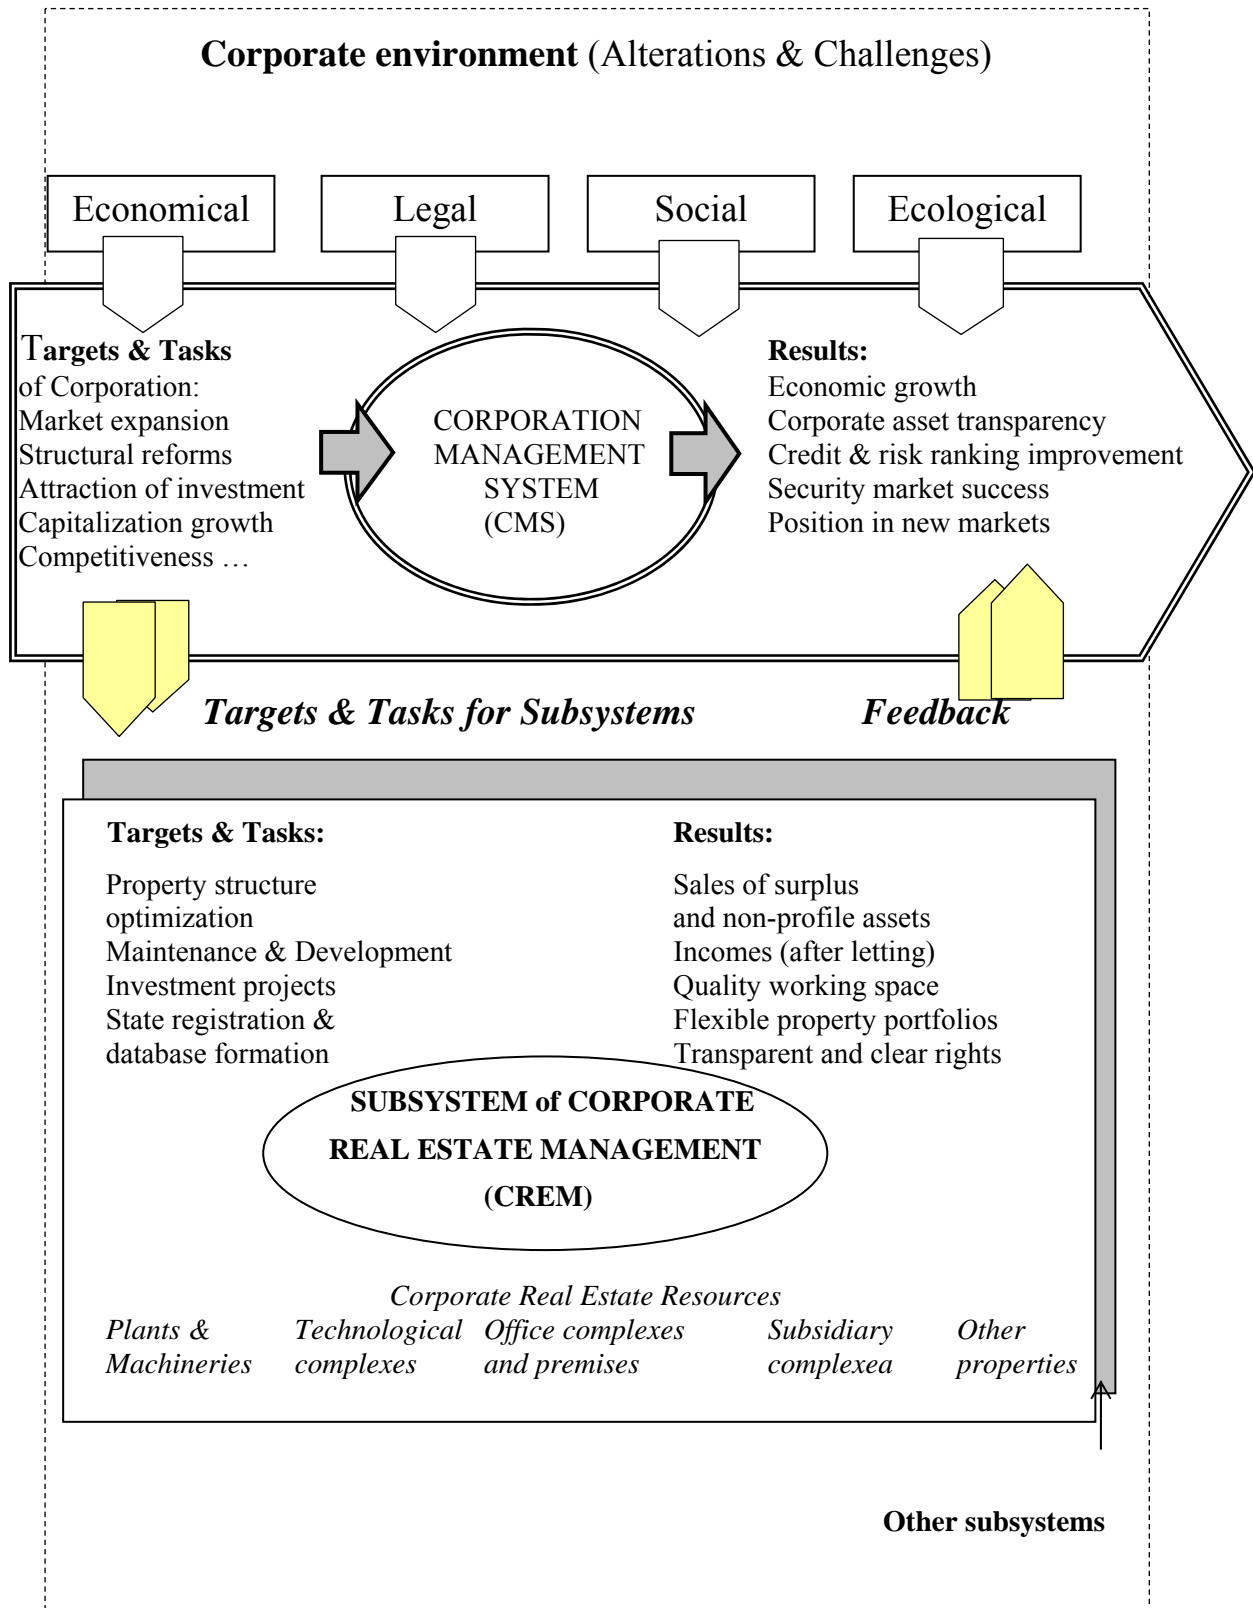 Corporate environment (Alterations & Challenges)
Economical
Legal
Social
Ecological
Targets & Tasks
of Corporation:
Market expansion
Structural reforms
Attraction of investment
Capitalization growth
Competitiveness …
CORPORATION
MANAGEMENT
SYSTEM
(CMS)
Results:
Economic growth
Corporate asset transparency
Credit & risk ranking improvement
Security market success
Position in new markets
Targets & Tasks for Subsystems
Feedback
Targets & Tasks:
Property structure
optimization
Maintenance & Development
Investment projects
State registration &
database formation
Results:
Sales of surplus
and non-profile assets
Incomes (after letting)
Quality working space
Flexible property portfolios
Transparent and clear rights
SUBSYSTEM of CORPORATE
REAL ESTATE MANAGEMENT
(CREM)
Corporate Real Estate Resources
Plants &
Machineries
Technological
complexes
Office complexes
and premises
Subsidiary
complexea
Other
properties
Other subsystems